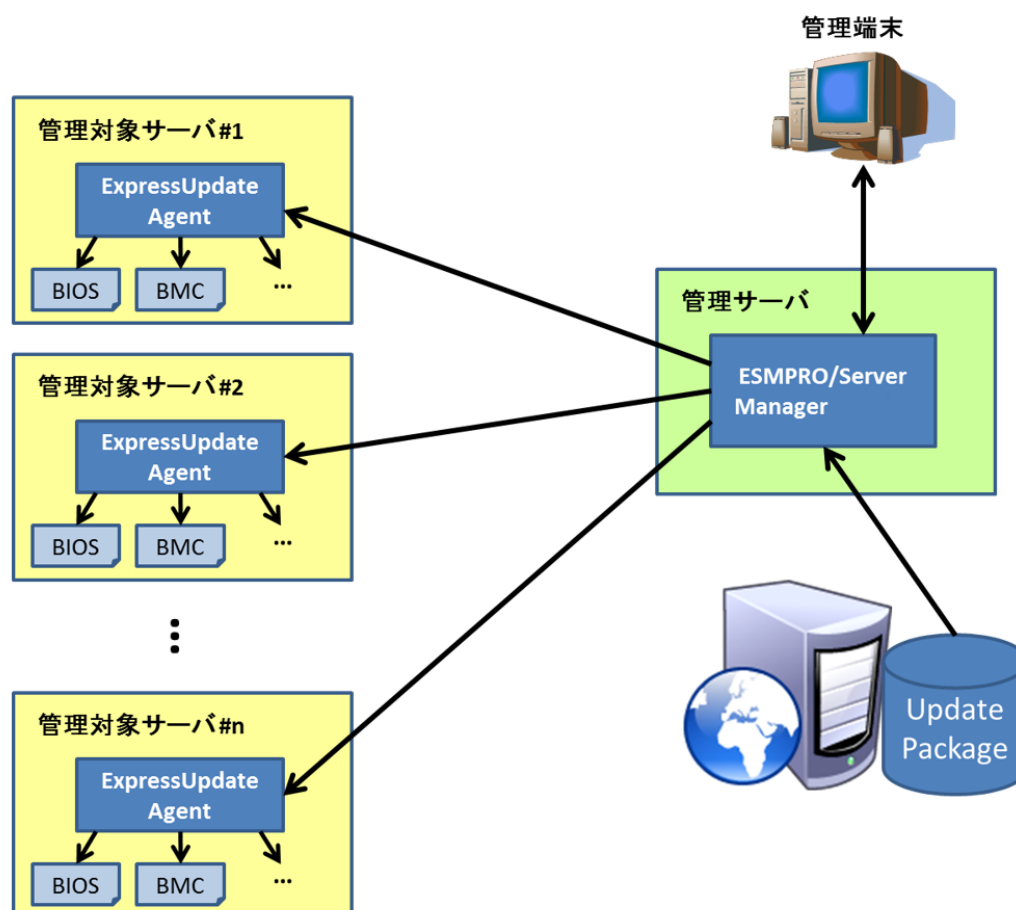 管理端末
管理対象サーバ#1
ExpressUpdate
Agent
BIOS
BMC
...
管理サーバ
ESMPRO/Server
Manager
管理対象サーバ#2
ExpressUpdate
Agent
BIOS
BMC
...
Update
Package
管理対象サーバ#n
ExpressUpdate
Agent
BIOS
BMC
...